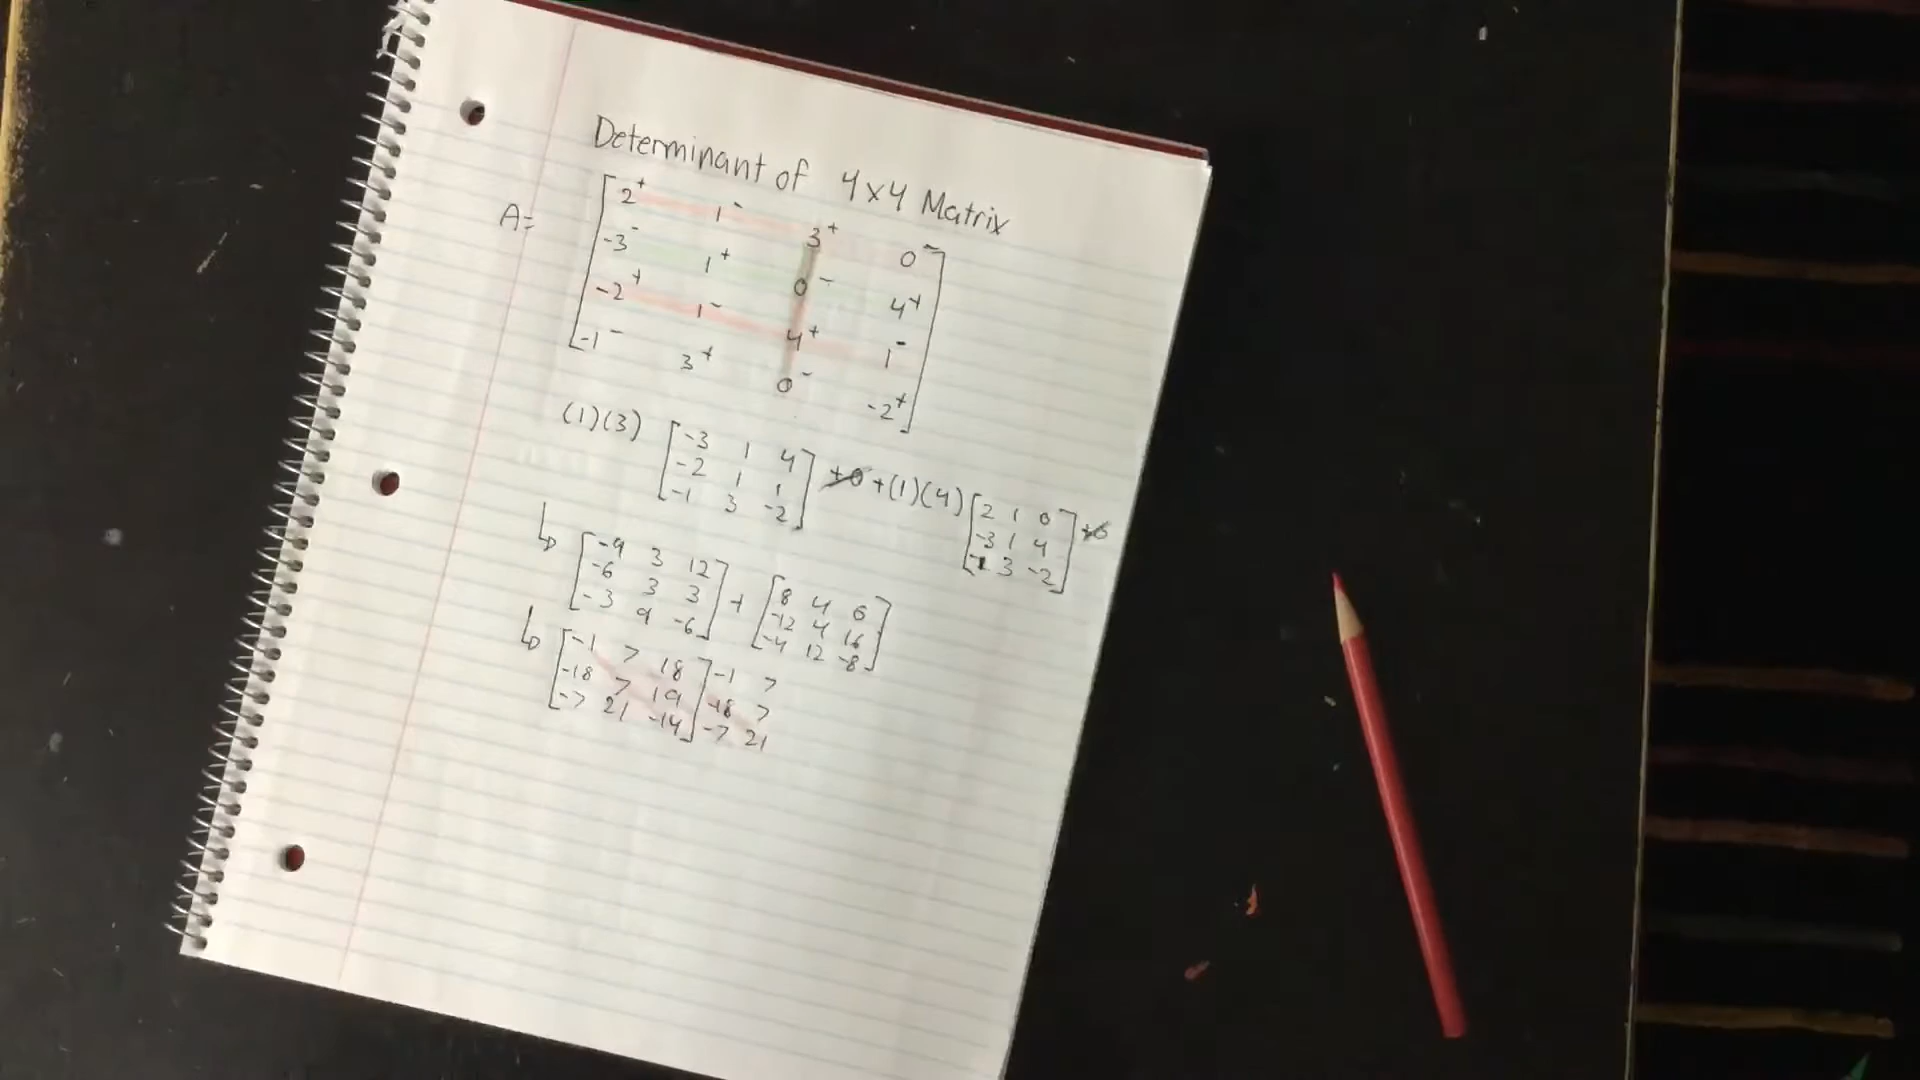 Determinant of 4x4 Matrix
A= [ 2+ 1- 3+ 0-
-3- 1+ 0- 4+
-2+ 1- 4+ 1-
-1- 3+ 0- -2+ ]
(1)(3) [ -3 1 4 ] +0 +(1)(4) [ 2 1 0 ] +0
-2 1 1 -3 1 4
-1 3 -2 -1 3 -2
↳ [ -9 3 12 ] + [ 8 4 6 ]
-6 3 3 -12 4 16
-3 9 -6 -4 12 -8
↳ [ -1 7 18 ] -1 7
-18 7 19 -18 7
-7 21 -14 -7 21